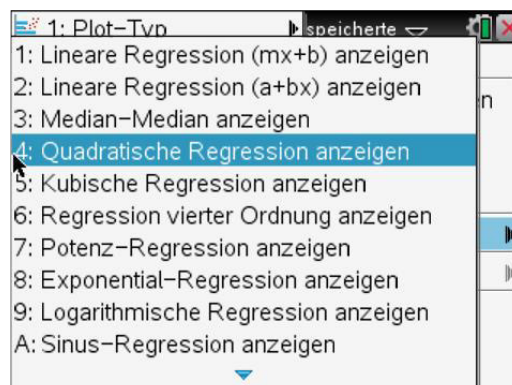 1: Plot-Typ
speicherte
1: Lineare Regression (mx+b) anzeigen
2: Lineare Regression (a+bx) anzeigen
n
3: Median-Median anzeigen
4: Quadratische Regression anzeigen
5: Kubische Regression anzeigen
6: Regression vierter Ordnung anzeigen
7: Potenz-Regression anzeigen
8: Exponential-Regression anzeigen
9: Logarithmische Regression anzeigen
A: Sinus-Regression anzeigen